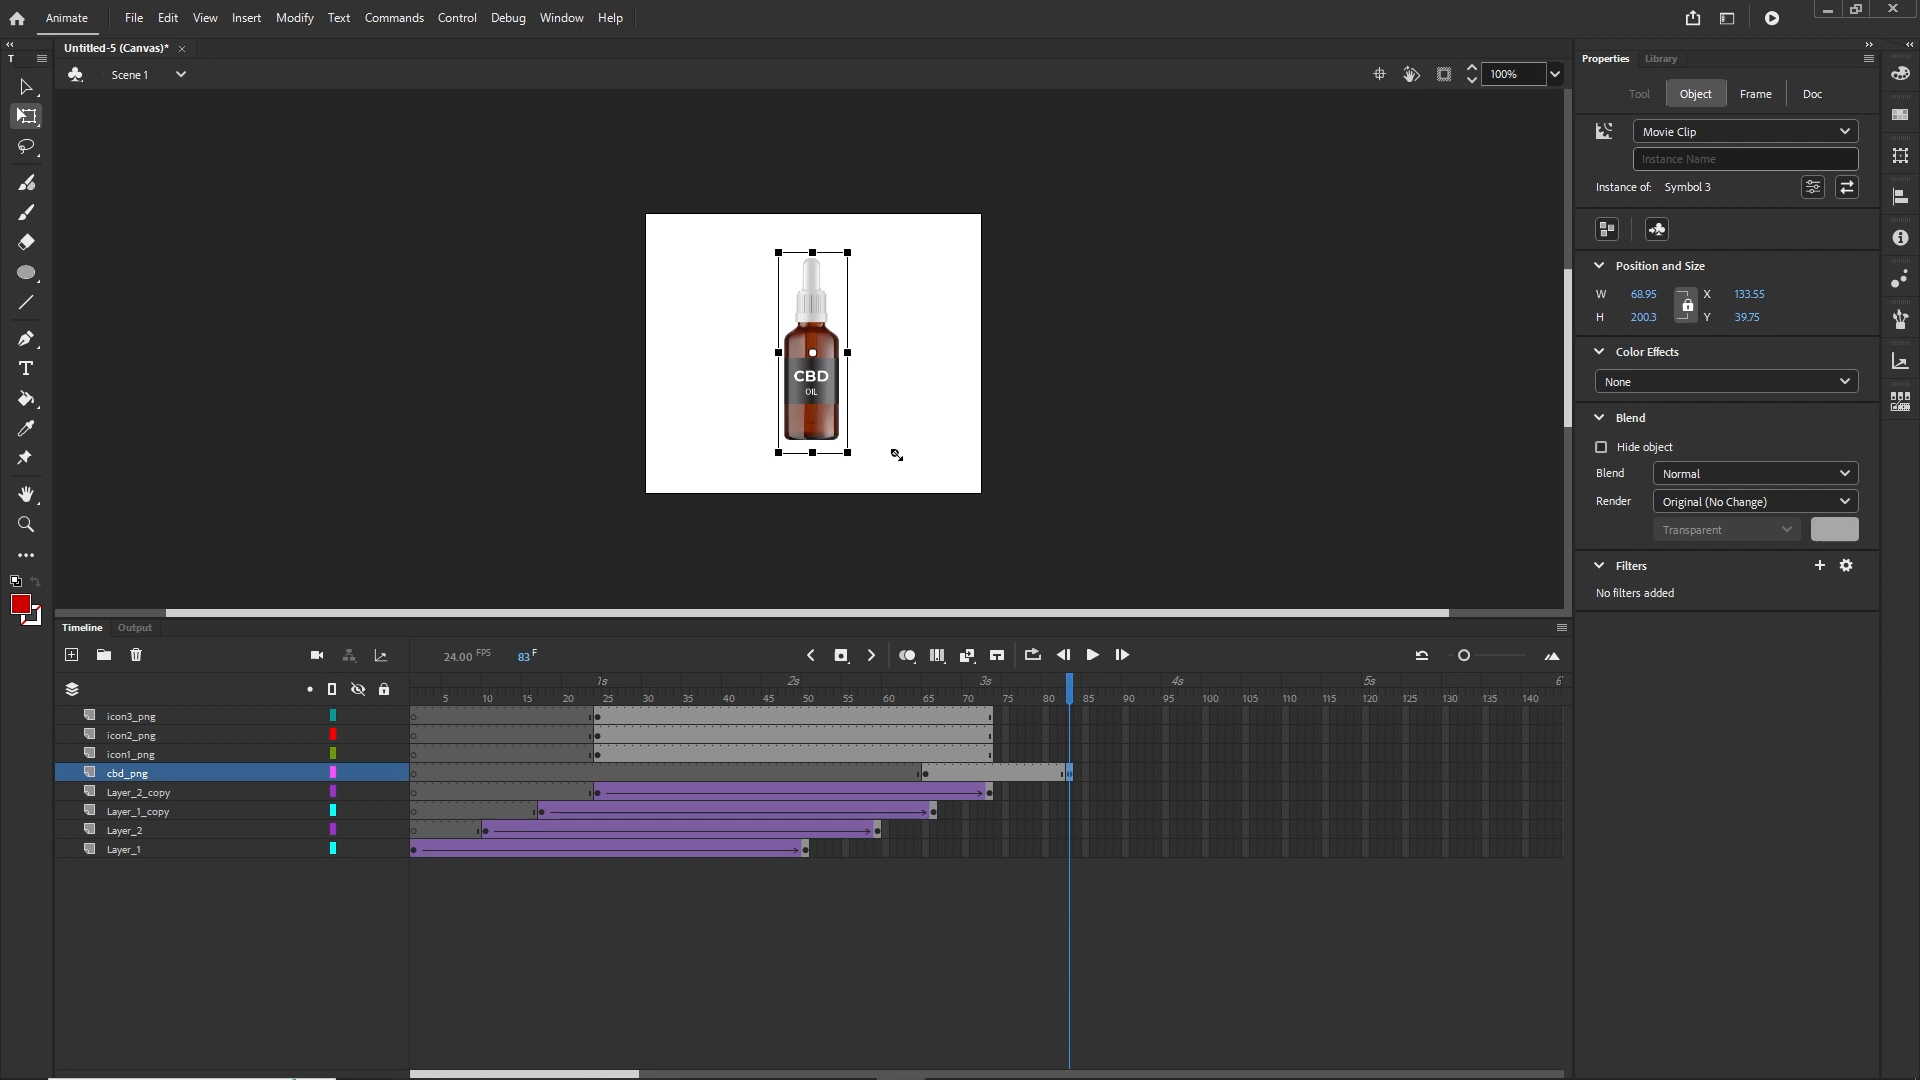 Animate File Edit View Insert Modify Text Commands Control Debug Window Help
Untitled-5 (Canvas)*
Scene 1
100%
CBD
OIL
Properties Library
Tool Object Frame Doc
Movie Clip
Instance Name
Instance of: Symbol 3
Position and Size
W 68.95 X 133.55
H 200.3 Y 39.75
Color Effects
None
Blend
Hide object
Blend Normal
Render Original (No Change)
Transparent
Filters
No filters added
Timeline Output
24.00 FPS 83 F
1s 2s 3s 4s 5s 6
5 10 15 20 25 30 35 40 45 50 55 60 65 70 75 80 85 90 95 100 105 110 115 120 125 130 135 140
icon3_png
icon2_png
icon1_png
cbd_png
Layer_2_copy
Layer_1_copy
Layer_2
Layer_1